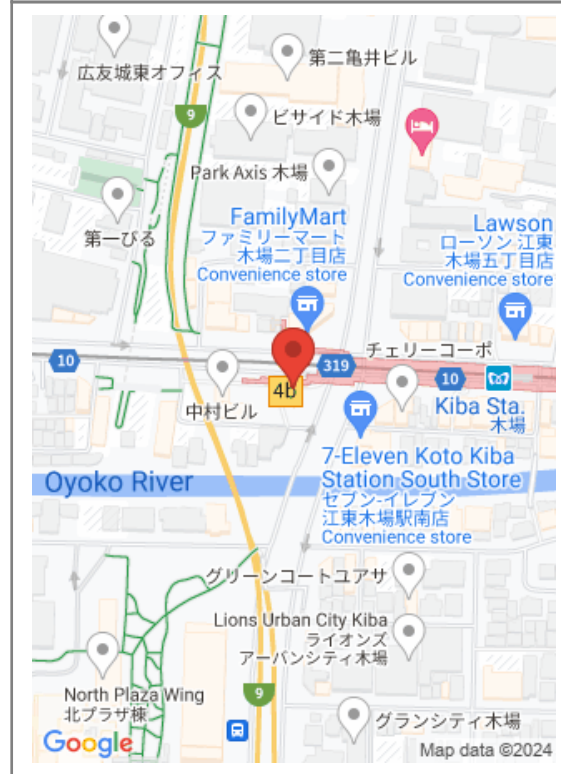 第二亀井ビル
広友城東オフィス
9
ビサイド木場
Park Axis 木場
FamilyMart
ファミリーマート
木場二丁目店
Convenience store
第一びる
Lawson
ローソン 江東
木場五丁目店
Convenience store
チェリーコーポ
10
319
10
4b
中村ビル
Kiba Sta.
木場
7-Eleven Koto Kiba
Station South Store
セブン-イレブン
江東木場駅南店
Convenience store
Oyoko River
グリーンコートユアサ
Lions Urban City Kiba
ライオンズ
アーバンシティ木場
North Plaza Wing
北プラザ棟
9
グランシティ木場
Google
Map data ©2024